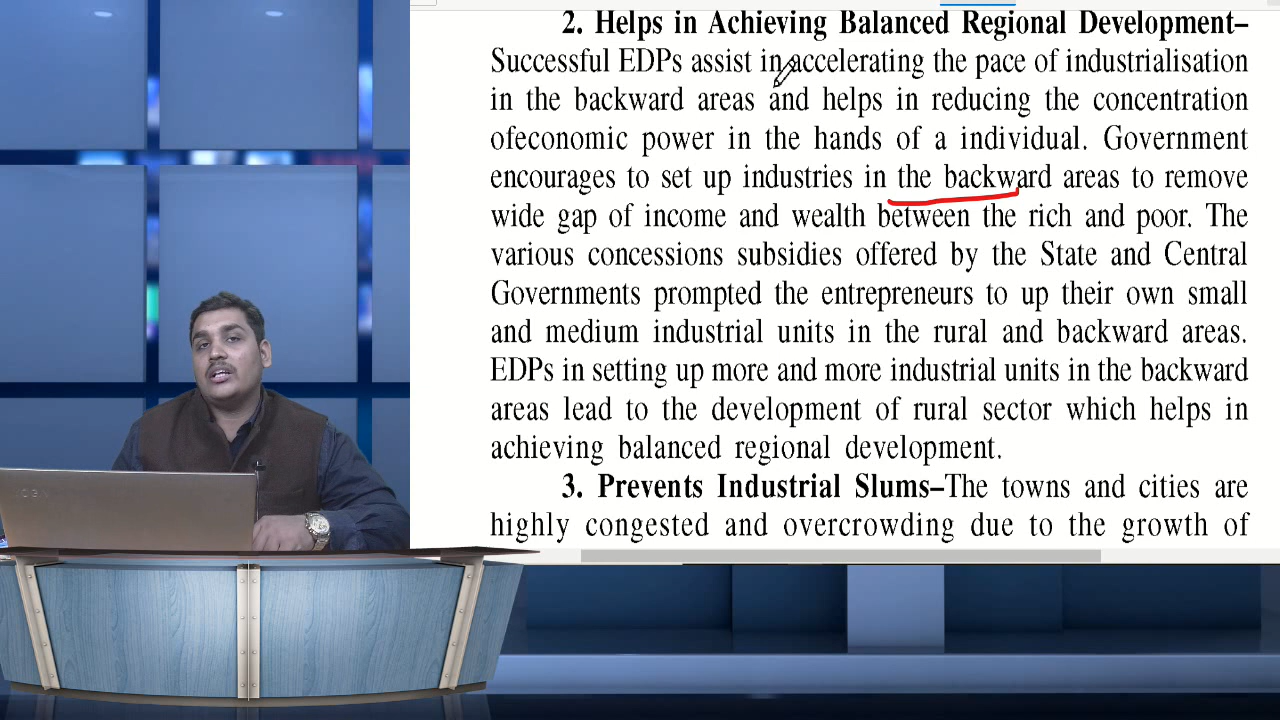 2. Helps in Achieving Balanced Regional Development–
Successful EDPs assist in accelerating the pace of industrialisation
in the backward areas and helps in reducing the concentration
ofeconomic power in the hands of a individual. Government
encourages to set up industries in the backward areas to remove
wide gap of income and wealth between the rich and poor. The
various concessions subsidies offered by the State and Central
Governments prompted the entrepreneurs to up their own small
and medium industrial units in the rural and backward areas.
EDPs in setting up more and more industrial units in the backward
areas lead to the development of rural sector which helps in
achieving balanced regional development.
3. Prevents Industrial Slums–The towns and cities are
highly congested and overcrowding due to the growth of